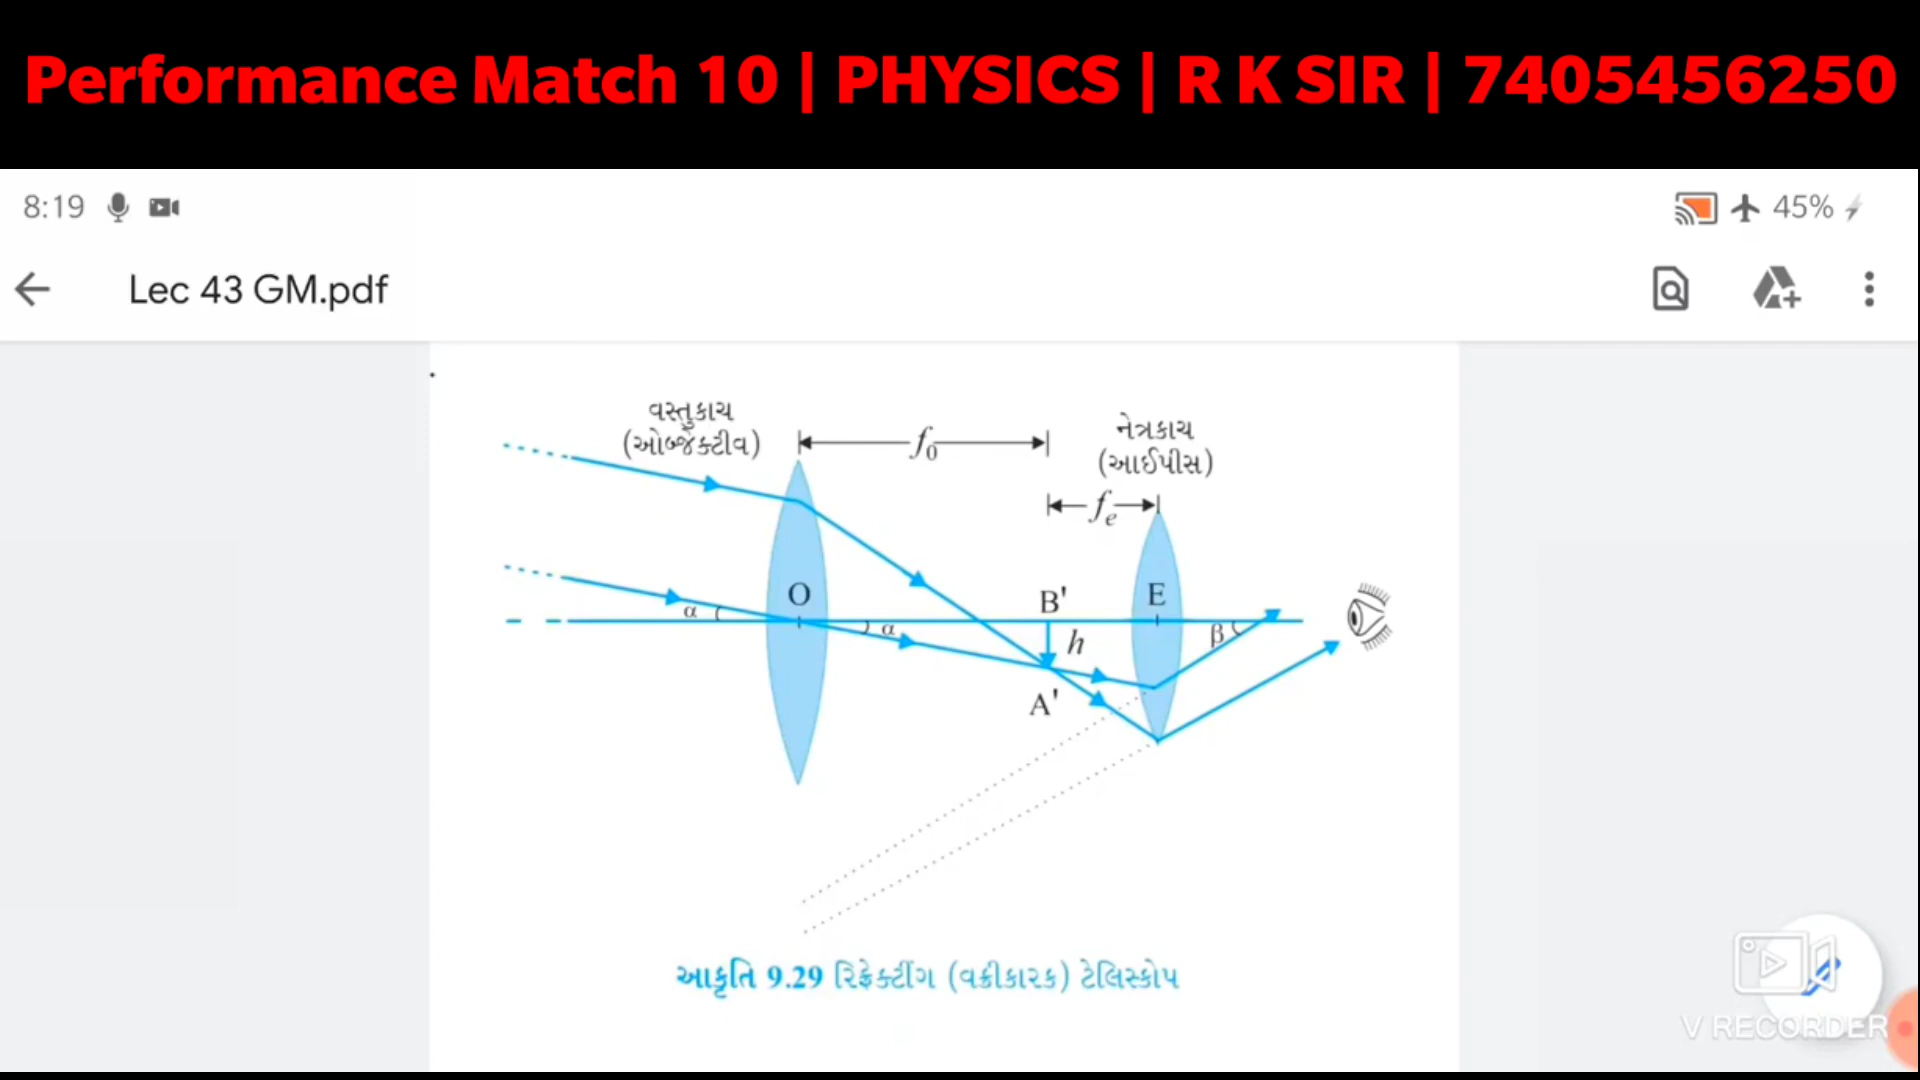 Performance Match 10 | PHYSICS | R K SIR | 7405456250
8:19
45%
Lec 43 GM.pdf
વસ્તુકાચ
(ઓબ્જેક્ટીવ)
f0
નેત્રકાચ
(આઈપીસ)
fe
O
B'
E
α
α
h
β
A'
આકૃતિ 9.29 રિફ્રેક્ટીંગ (વક્રીકારક) ટેલિસ્કોપ
V RECORDER